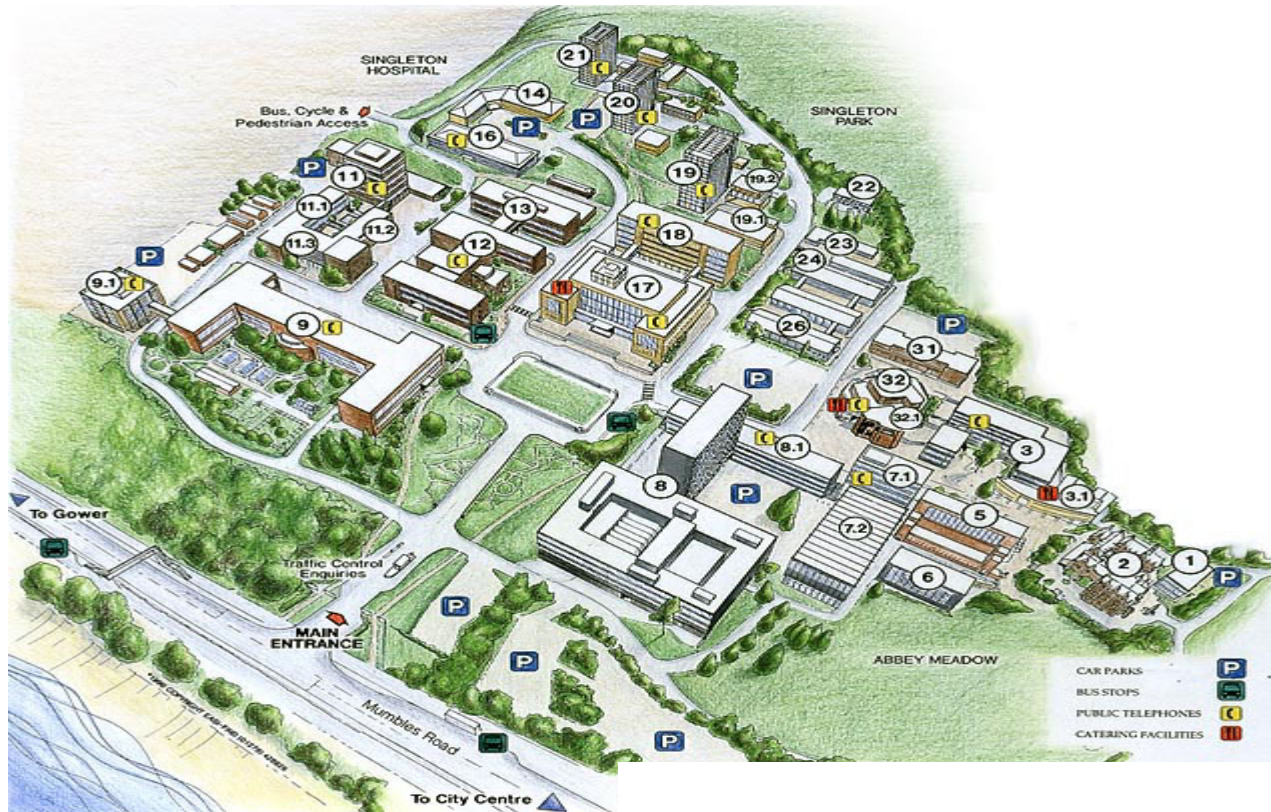 SINGLETON
HOSPITAL
Bus, Cycle &
Pedestrian Access
SINGLETON
PARK
21
20
14
16
19
19.2
19.1
22
11
11.1
11.2
11.3
13
12
18
17
23
24
26
9.1
9
31
32
32.1
8.1
8
7.1
7.2
3
3.1
5
6
2
1
P
P
P
P
P
P
P
P
P
P
P
To Gower
Traffic Control
Enquiries
MAIN
ENTRANCE
Mumbles Road
To City Centre
ABBEY MEADOW
CAR PARKS P
BUS STOPS
PUBLIC TELEPHONES
CATERING FACILITIES